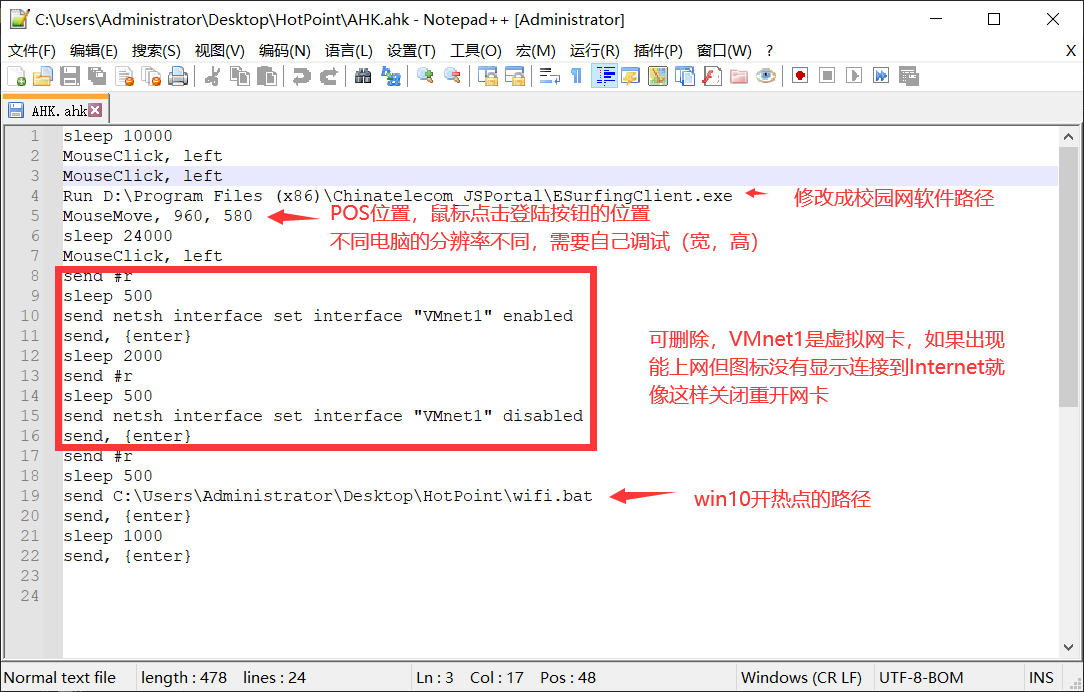 C:\Users\Administrator\Desktop\HotPoint\AHK.ahk - Notepad++ [Administrator]
文件(F) 编辑(E) 搜索(S) 视图(V) 编码(N) 语言(L) 设置(T) 工具(O) 宏(M) 运行(R) 插件(P) 窗口(W) ? X
AHK.ahk
1 sleep 10000
2 MouseClick, left
3 MouseClick, left
4 Run D:\Program Files (x86)\Chinatelecom JSPortal\ESurfingClient.exe 修改成校园网软件路径
5 MouseMove, 960, 580 POS位置，鼠标点击登陆按钮的位置
6 sleep 24000 不同电脑的分辨率不同，需要自己调试（宽，高）
7 MouseClick, left
8 send #r
9 sleep 500
10 send netsh interface set interface "VMnet1" enabled
11 send, {enter}
12 sleep 2000
13 send #r
14 sleep 500
15 send netsh interface set interface "VMnet1" disabled
16 send, {enter}
可删除，VMnet1是虚拟网卡，如果出现
能上网但图标没有显示连接到Internet就
像这样关闭重开网卡
17 send #r
18 sleep 500
19 send C:\Users\Administrator\Desktop\HotPoint\wifi.bat win10开热点的路径
20 send, {enter}
21 sleep 1000
22 send, {enter}
23
24
Normal text file length : 478 lines : 24 Ln : 3 Col : 17 Pos : 48 Windows (CR LF) UTF-8-BOM INS